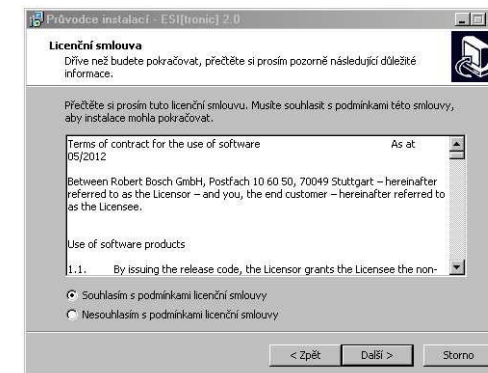 Průvodce instalací - ESI[tronic] 2.0
Licenční smlouva
Dříve než budete pokračovat, přečtěte si prosím pozorně následující důležité
informace.
Přečtěte si prosím tuto licenční smlouvu. Musíte souhlasit s podmínkami této smlouvy,
aby instalace mohla pokračovat.
Terms of contract for the use of software As at
05/2012
Between Robert Bosch GmbH, Postfach 10 60 50, 70049 Stuttgart – hereinafter
referred to as the Licensor – and you, the end customer – hereinafter referred to
as the Licensee.
Use of software products
1.1. By issuing the release code, the Licensor grants the Licensee the non-
Souhlasím s podmínkami licenční smlouvy
Nesouhlasím s podmínkami licenční smlouvy
< Zpět Další > Storno